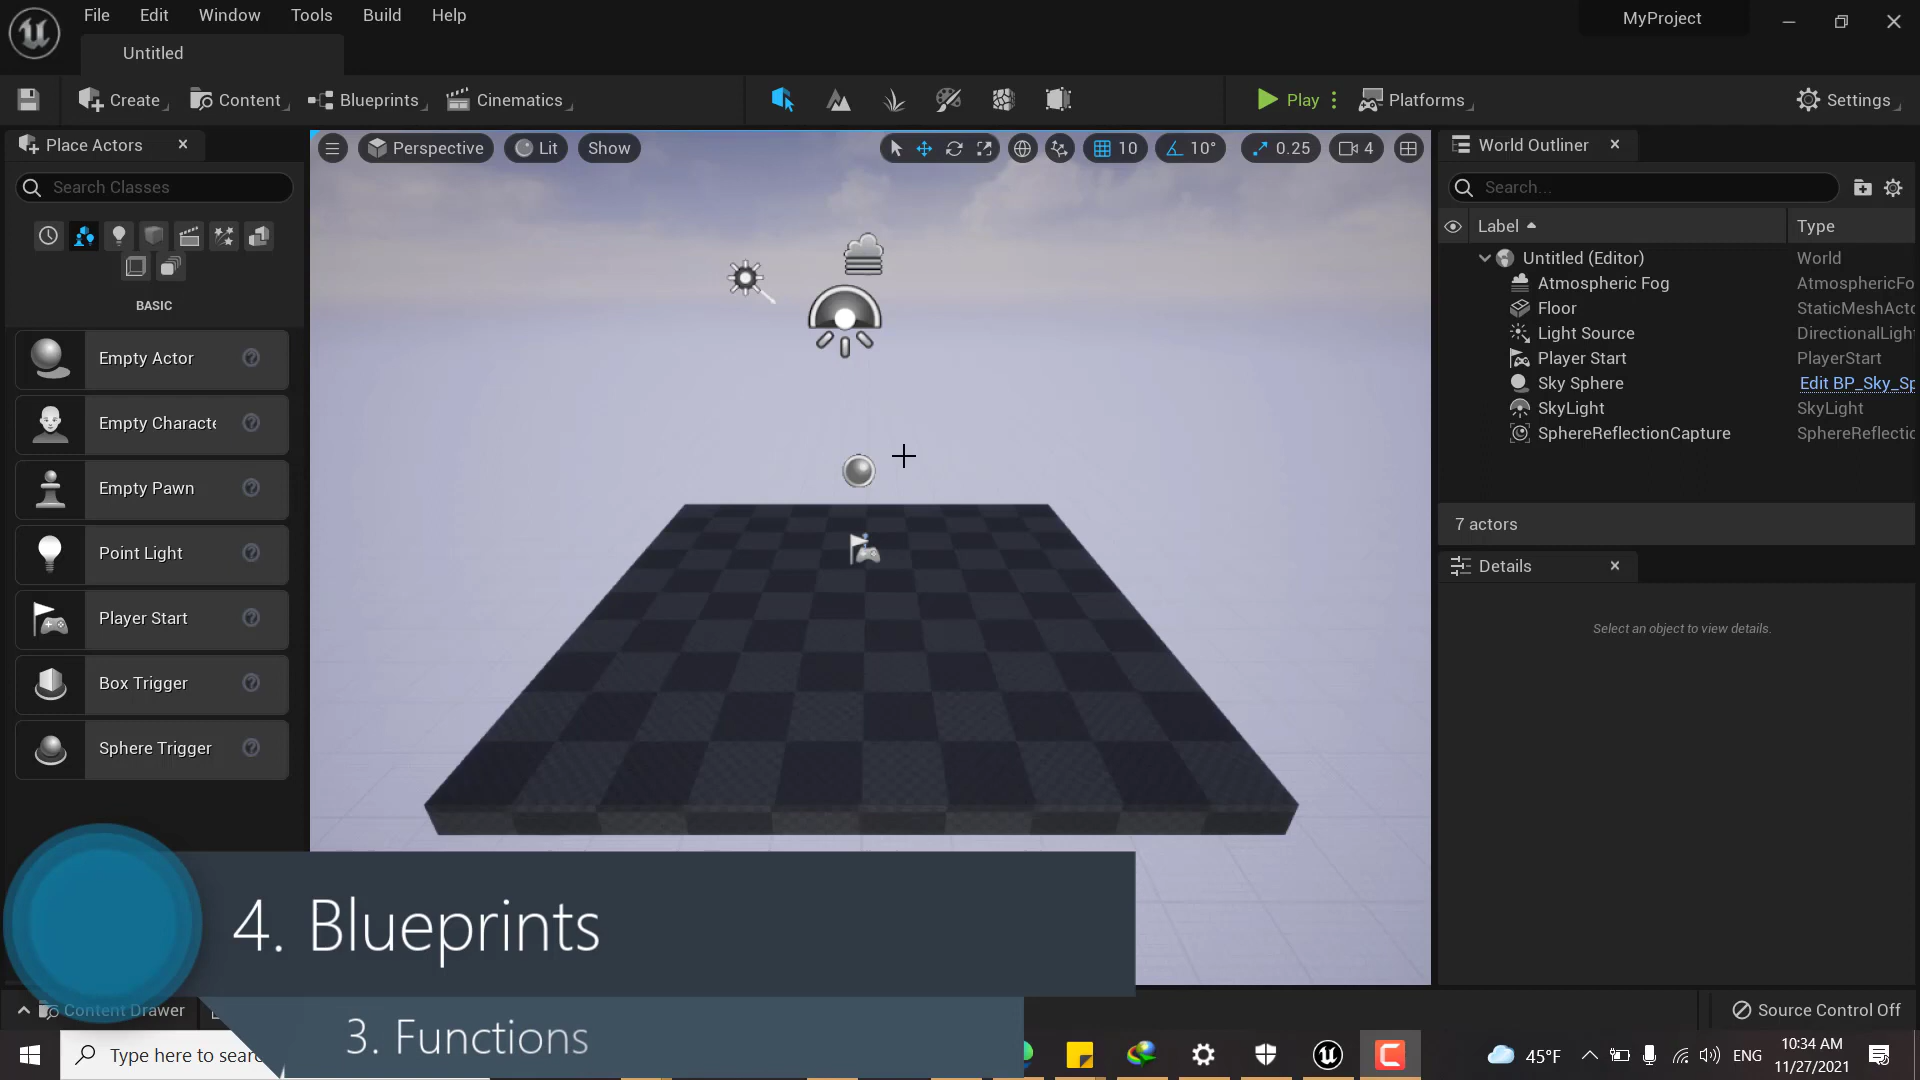 File Edit Window Tools Build Help
MyProject
Untitled
Create Content Blueprints Cinematics Play Platforms Settings
Place Actors
Perspective Lit Show 10 10° 0.25 4
World Outliner
Search Classes
Search...
Label Type
BASIC
Untitled (Editor) World
Atmospheric Fog AtmosphericFo
Floor StaticMeshActo
Light Source DirectionalLigh
Player Start PlayerStart
Sky Sphere Edit BP_Sky_Sp
SkyLight SkyLight
SphereReflectionCapture SphereReflectio
7 actors
Details
Select an object to view details.
Empty Actor
Empty Characte
Empty Pawn
Point Light
Player Start
Box Trigger
Sphere Trigger
4. Blueprints
3. Functions
Content Drawer
Source Control Off
Type here to searc
45°F
ENG
10:34 AM
11/27/2021